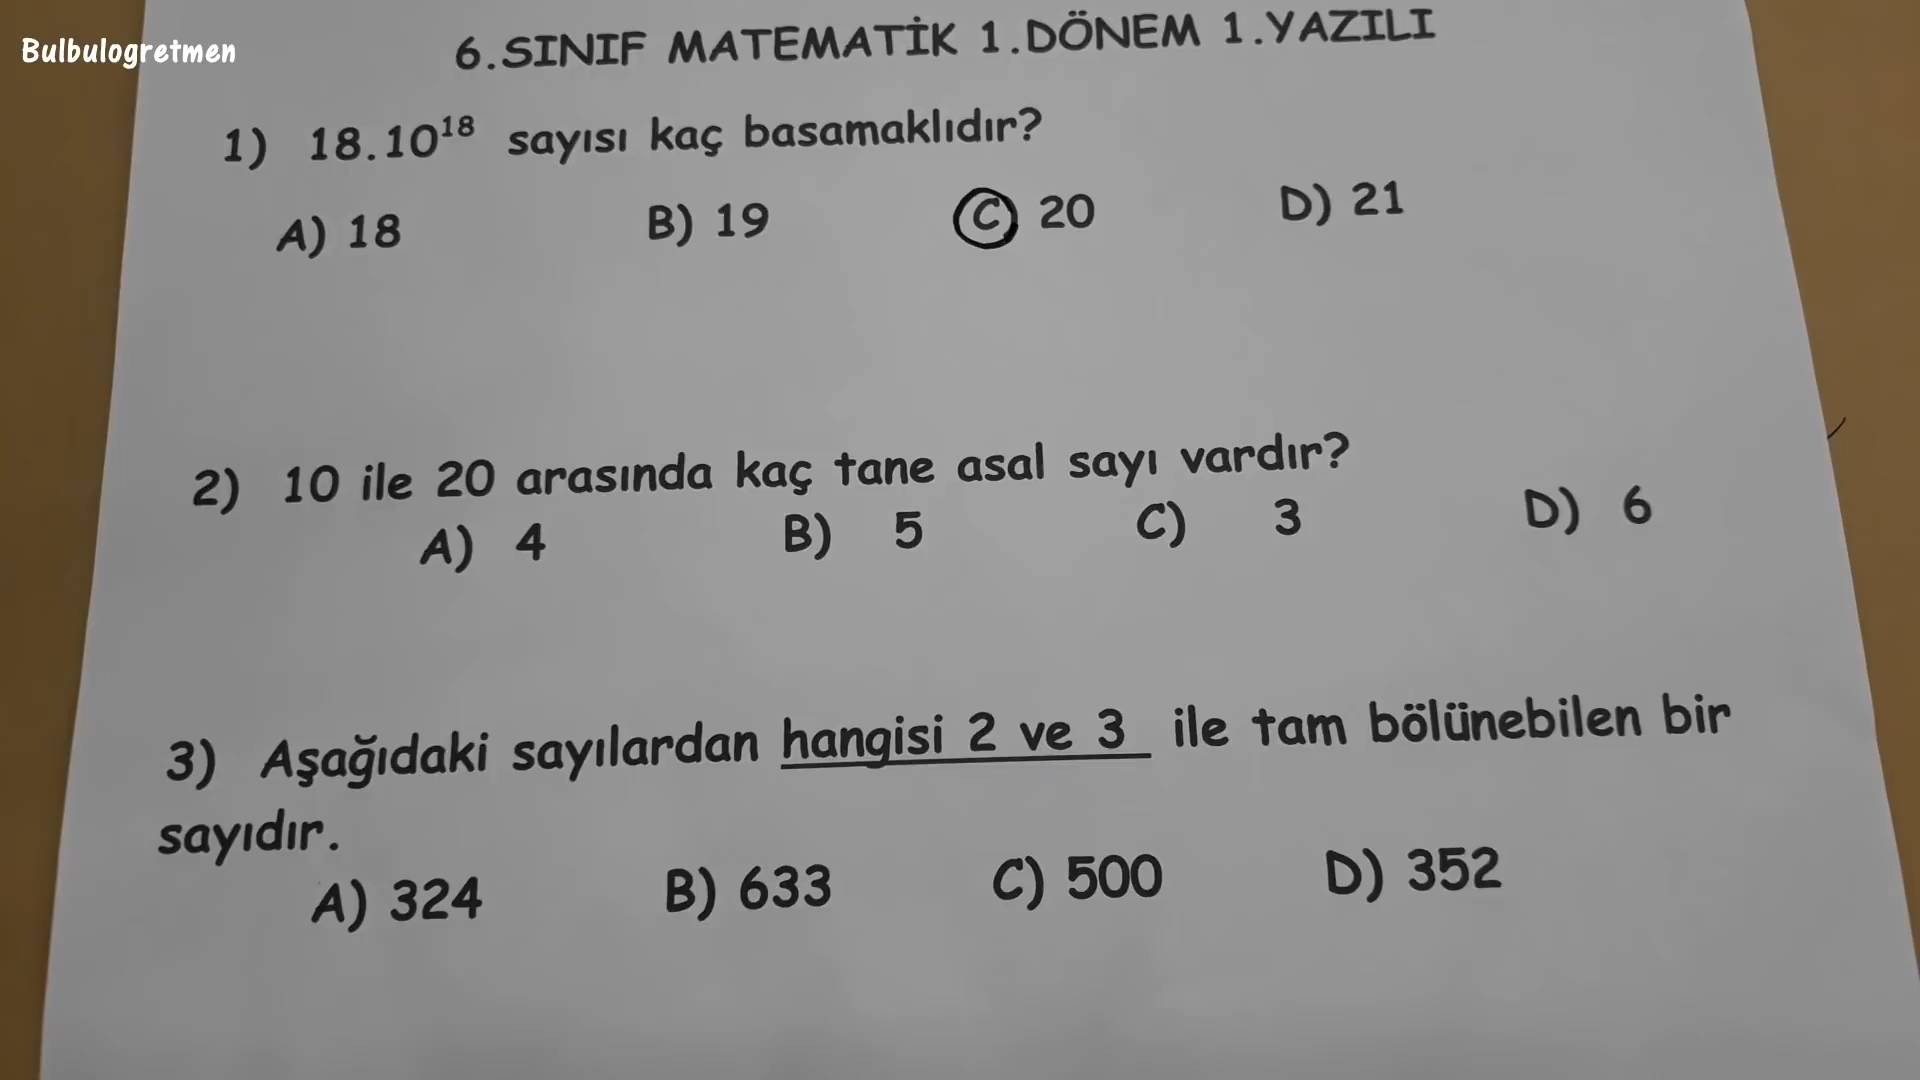 Bulbulogretmen
6.SINIF MATEMATİK 1.DÖNEM 1.YAZILI
1) 18.10¹⁸ sayısı kaç basamaklıdır?
A) 18 B) 19 C) 20 D) 21
2) 10 ile 20 arasında kaç tane asal sayı vardır?
A) 4 B) 5 C) 3 D) 6
3) Aşağıdaki sayılardan hangisi 2 ve 3 ile tam bölünebilen bir
sayıdır.
A) 324 B) 633 C) 500 D) 352